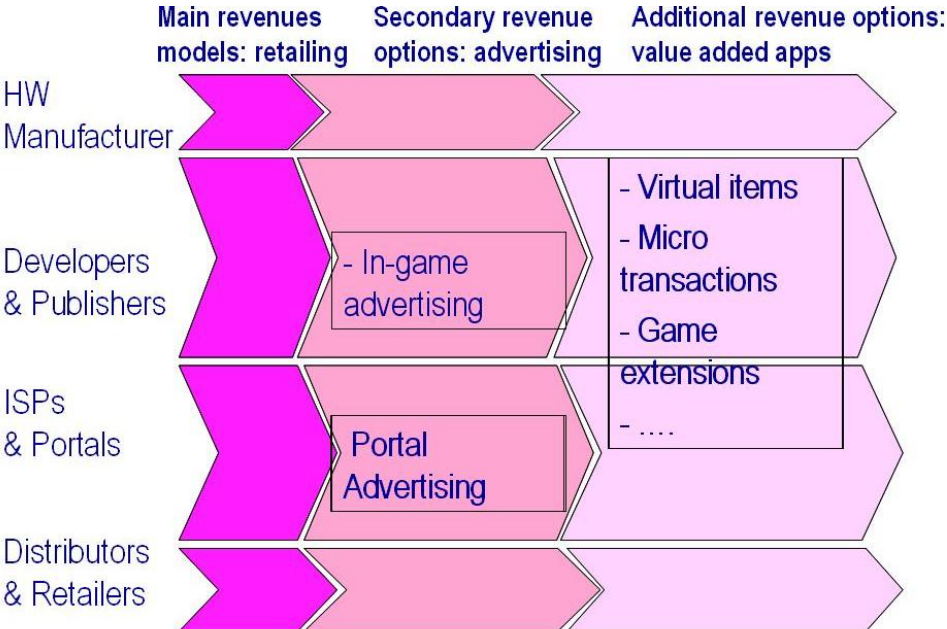 Main revenues
models: retailing
Secondary revenue
options: advertising
Additional revenue options:
value added apps
HW
Manufacturer
Developers
& Publishers
- In-game
advertising
- Virtual items
- Micro
transactions
- Game
extensions
- ....
ISPs
& Portals
Portal
Advertising
Distributors
& Retailers